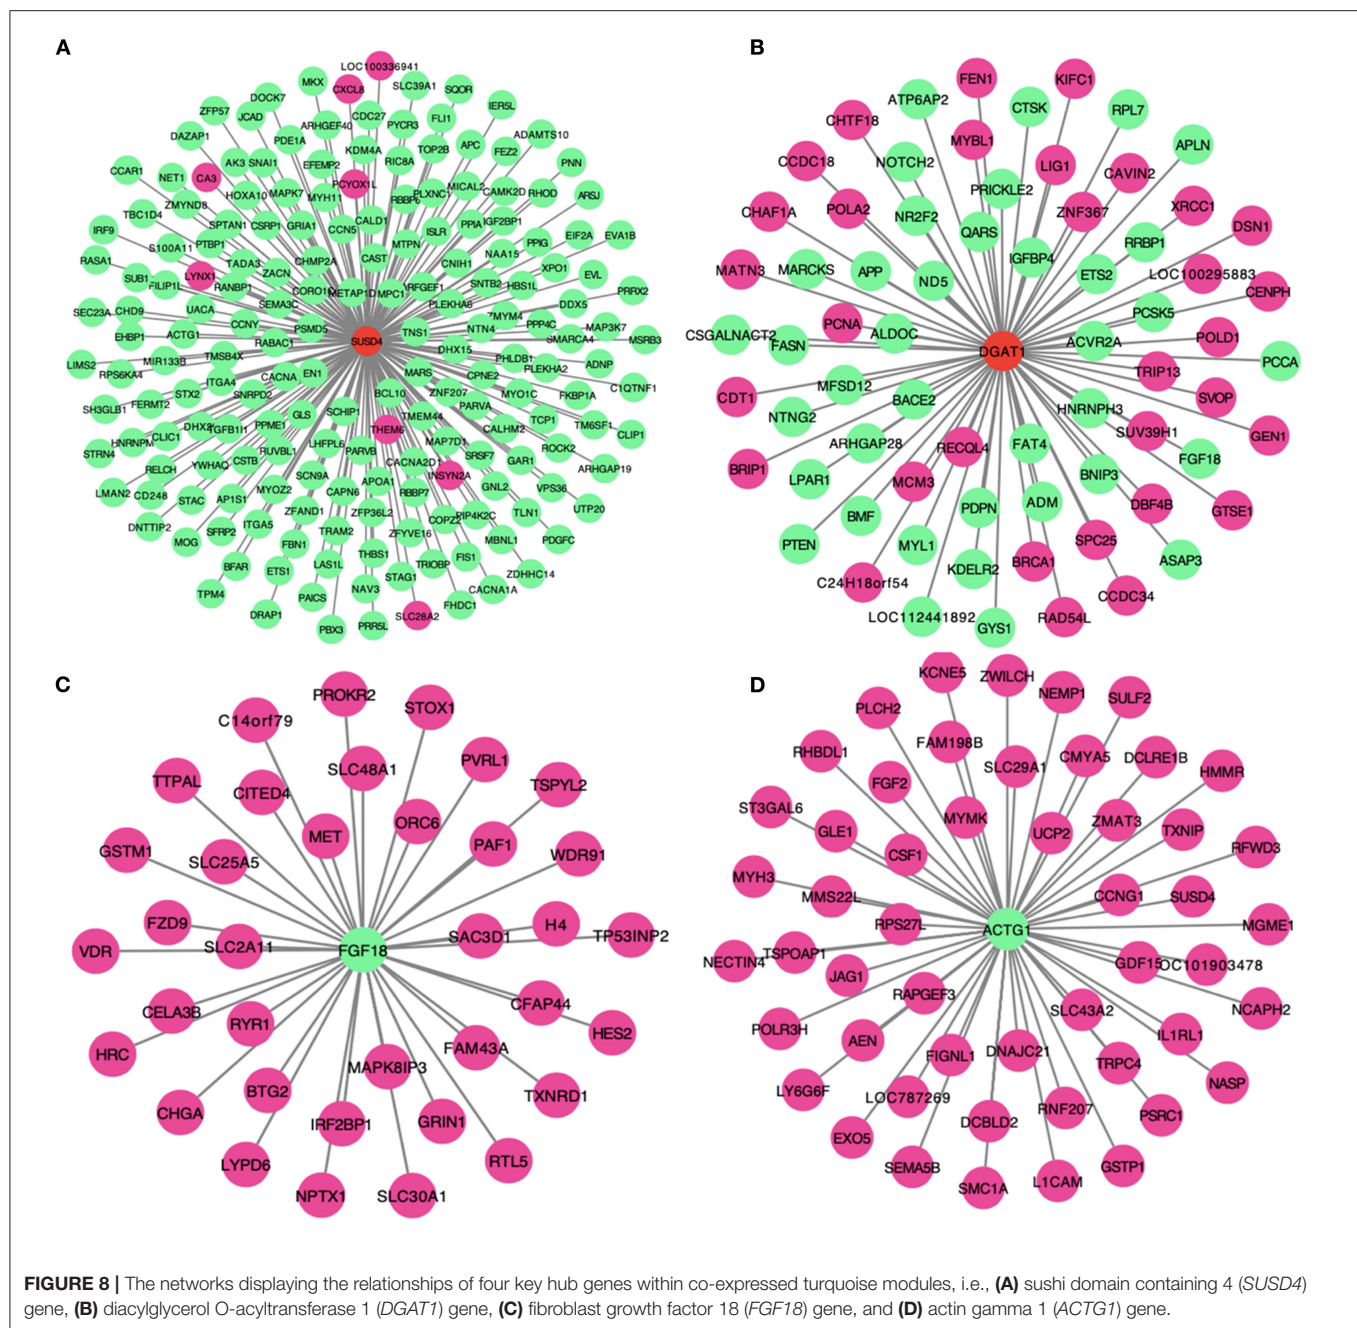 A
LOC100336941
MKX
CXCL8
SLC39A1
SQOR
DOCK7
ZFP57
JCAD
ARHGEF40
CDC27
PYCR3
FLI1
IER5L
DAZAP1
PDE1A
KDM4A
TOP2B
APC
ADAMTS10
AK3
SNAI1
EFEMP2
RIC8A
FEZ2
PNN
CCAR1
NET1
CA3
HOXA10
MAPK7
MYH11
PCYOX1L
RBBP6
PLXNC1
MICAL2
CAMK2D
RHOD
ARSJ
TBC1D4
ZMYND8
SPTAN1
CSRP1
GRIA1
CCN5
CALD1
ISLR
PPIA
IGF2BP1
IRF9
S100A11
PTBP1
MTPN
PPIG
EIF2A
EVA1B
RASA1
SUB1
LYNX1
TADA3
ZACN
CHMP2A
CAST
CNIH1
NAA15
XPO1
EVL
FILIP1L
RANBP1
CORO1C
METAP1D
MPC1
ARFGEF1
SNTB2
HBS1L
PRRX2
SEC23A
CHD9
UACA
SEMA3C
PLEKHA6
ZMYM4
DDX5
EHBP1
ACTG1
CCNY
PSMD5
SUSD4
TNS1
NTN4
PPP4C
SMARCA4
MAP3K7
MSRB3
LIMS2
MIR133B
TMSB4X
RABAC1
DHX15
PHLDB1
PLEKHA2
ADNP
RPS6KA4
ITGA4
CACNA
EN1
MARS
CPNE2
C1QTNF1
SH3GLB1
FERMT2
STX2
SNRPD2
BCL10
ZNF207
MYO1C
FKBP1A
HNRNPM
CLIC1
DHX9
TGFB1I1
PPME1
GLS
SCHIP1
TMEM44
PARVA
CALHM2
TCP1
TM6SF1
CLIP1
STRN4
RELCH
YWHAQ
CSTB
RUVBL1
LHFPL6
THEM6
PARVB
MAP7D1
SRSF7
GAR1
ROCK2
ARHGAP19
LMAN2
CD248
STAC
AP1S1
MYOZ2
SCN9A
CAPN6
APOA1
CACNA2D1
INSYN2A
RBBP7
GNL2
VPS36
UTP20
DNTTIP2
MOG
SFRP2
ITGA5
ZFAND1
TRAM2
ZFP36L2
ZFYVE16
COPZ2
PIP4K2C
TLN1
MBNL1
PDGFC
BFAR
FBN1
LAS1L
THBS1
TRIOBP
FIS1
ZDHHC14
TPM4
ETS1
PAICS
NAV3
STAG1
CACNA1A
DRAP1
PBX3
PRR5L
SLC28A2
FHDC1
B
FEN1
KIFC1
ATP6AP2
CTSK
RPL7
CHTF18
MYBL1
APLN
CCDC18
NOTCH2
LIG1
CAVIN2
PRICKLE2
CHAF1A
POLA2
NR2F2
ZNF367
XRCC1
QARS
RRBP1
DSN1
MATN3
MARCKS
APP
ND5
IGFBP4
ETS2
LOC100295883
CENPH
PCSK5
PCNA
ALDOC
CSGALNACT2
FASN
DGAT1
ACVR2A
POLD1
PCCA
MFSD12
TRIP13
CDT1
NTNG2
BACE2
HNRNPH3
SVOP
ARHGAP28
RECQL4
FAT4
SUV39H1
GEN1
BRIP1
LPAR1
MCM3
BNIP3
FGF18
BMF
PDPN
ADM
DBF4B
GTSE1
PTEN
MYL1
SPC25
C24H18orf54
KDELR2
BRCA1
ASAP3
CCDC34
LOC112441892
GYS1
RAD54L
C
PROKR2
C14orf79
STOX1
TTPAL
SLC48A1
PVRL1
CITED4
TSPYL2
MET
ORC6
GSTM1
SLC25A5
PAF1
WDR91
FZD9
SLC2A11
SAC3D1
H4
TP53INP2
VDR
FGF18
CELA3B
CFAP44
HRC
RYR1
FAM43A
HES2
MAPK8IP3
CHGA
BTG2
TXNRD1
IRF2BP1
GRIN1
LYPD6
RTL5
NPTX1
SLC30A1
D
KCNE5
ZWILCH
NEMP1
SULF2
PLCH2
RHBDL1
FAM198B
CMYA5
DCLRE1B
HMMR
FGF2
SLC29A1
ST3GAL6
MYMK
ZMAT3
TXNIP
GLE1
UCP2
RFWD3
MYH3
CSF1
MMS22L
CCNG1
SUSD4
RPS27L
ACTG1
MGME1
NECTIN4
TSPOAP1
GDF15
OC101903478
JAG1
RAPGEF3
NCAPH2
POLR3H
SLC43A2
IL1RL1
AEN
FIGNL1
DNAJC21
TRPC4
NASP
LY6G6F
LOC787269
RNF207
PSRC1
EXO5
DCBLD2
SEMA5B
GSTP1
SMC1A
L1CAM
FIGURE 8 | The networks displaying the relationships of four key hub genes within co-expressed turquoise modules, i.e., (A) sushi domain containing 4 (SUSD4)
gene, (B) diacylglycerol O-acyltransferase 1 (DGAT1) gene, (C) fibroblast growth factor 18 (FGF18) gene, and (D) actin gamma 1 (ACTG1) gene.